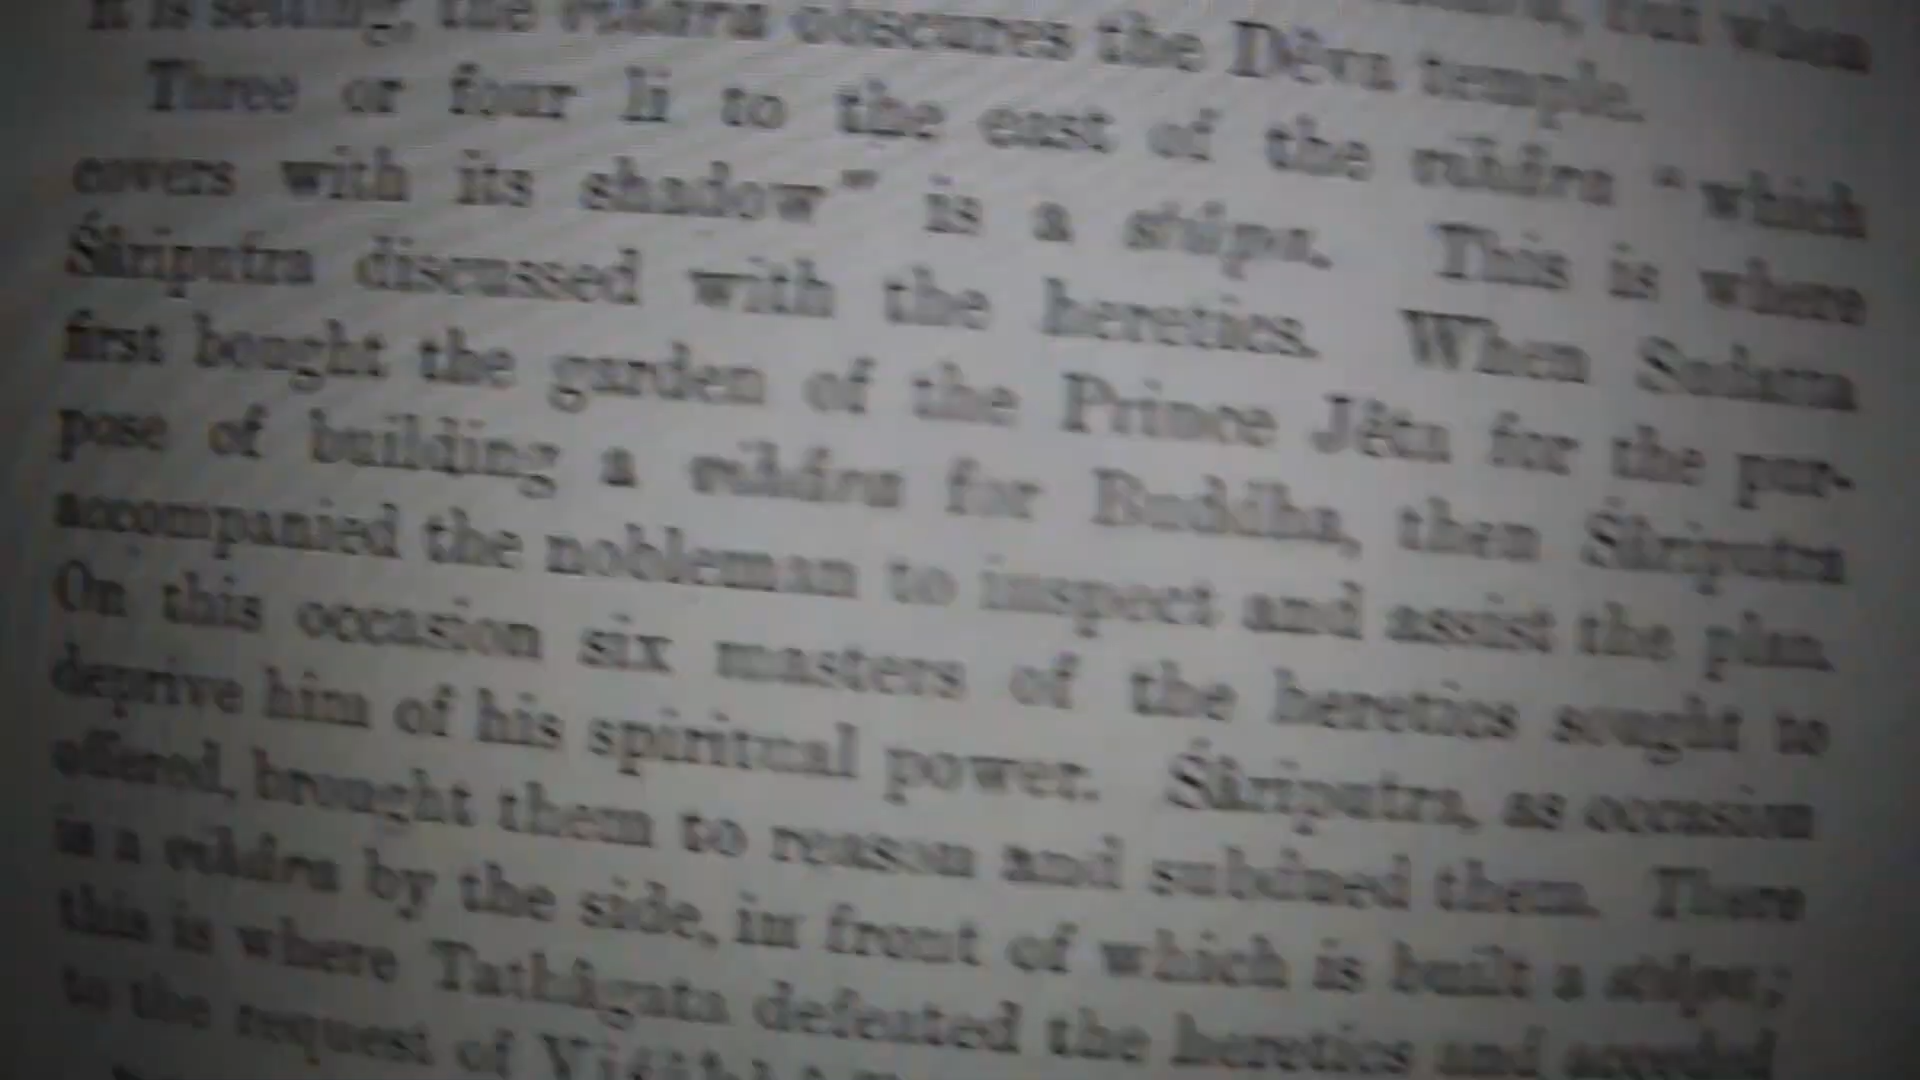 it is setting, the vihâra obscures the Dêva temple. but when
Three or four li to the east of the vihâra "which
covers with its shadow" is a stûpa. This is where
Śâriputra discussed with the heretics. When Sudatta
first bought the garden of the Prince Jêta for the pur-
pose of building a vihâra for Buddha, then Śâriputra
accompanied the nobleman to inspect and assist the plan.
On this occasion six masters of the heretics sought to
deprive him of his spiritual power. Śâriputra, as occasion
offered, brought them to reason and subdued them. There
is a vihâra by the side, in front of which is built a stûpa;
this is where Tathâgata defeated the heretics and acceded
to the request of